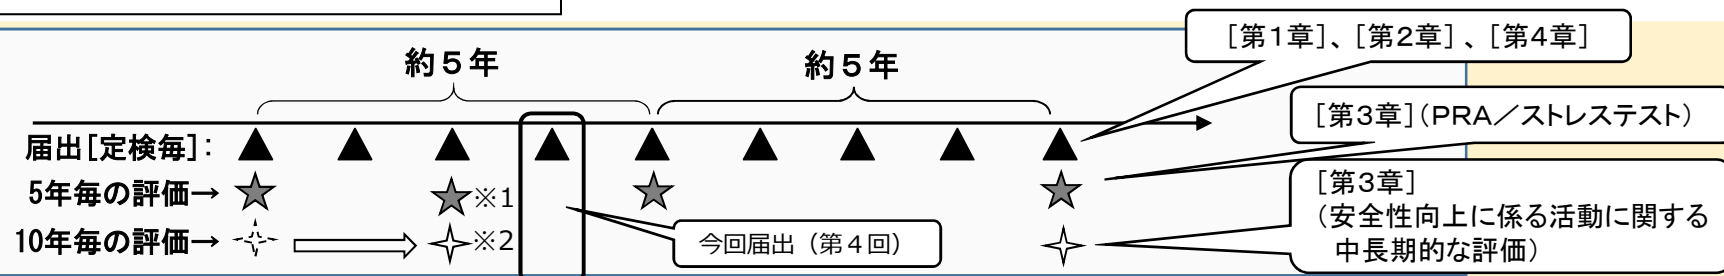 [第1章]、[第2章]、[第4章]
約５年
約５年
[第3章](PRA／ストレステスト)
届出[定検毎]：
[第3章]
5年毎の評価→
※1
(安全性向上に係る活動に関する
中長期的な評価)
10年毎の評価→
※2
今回届出（第４回）